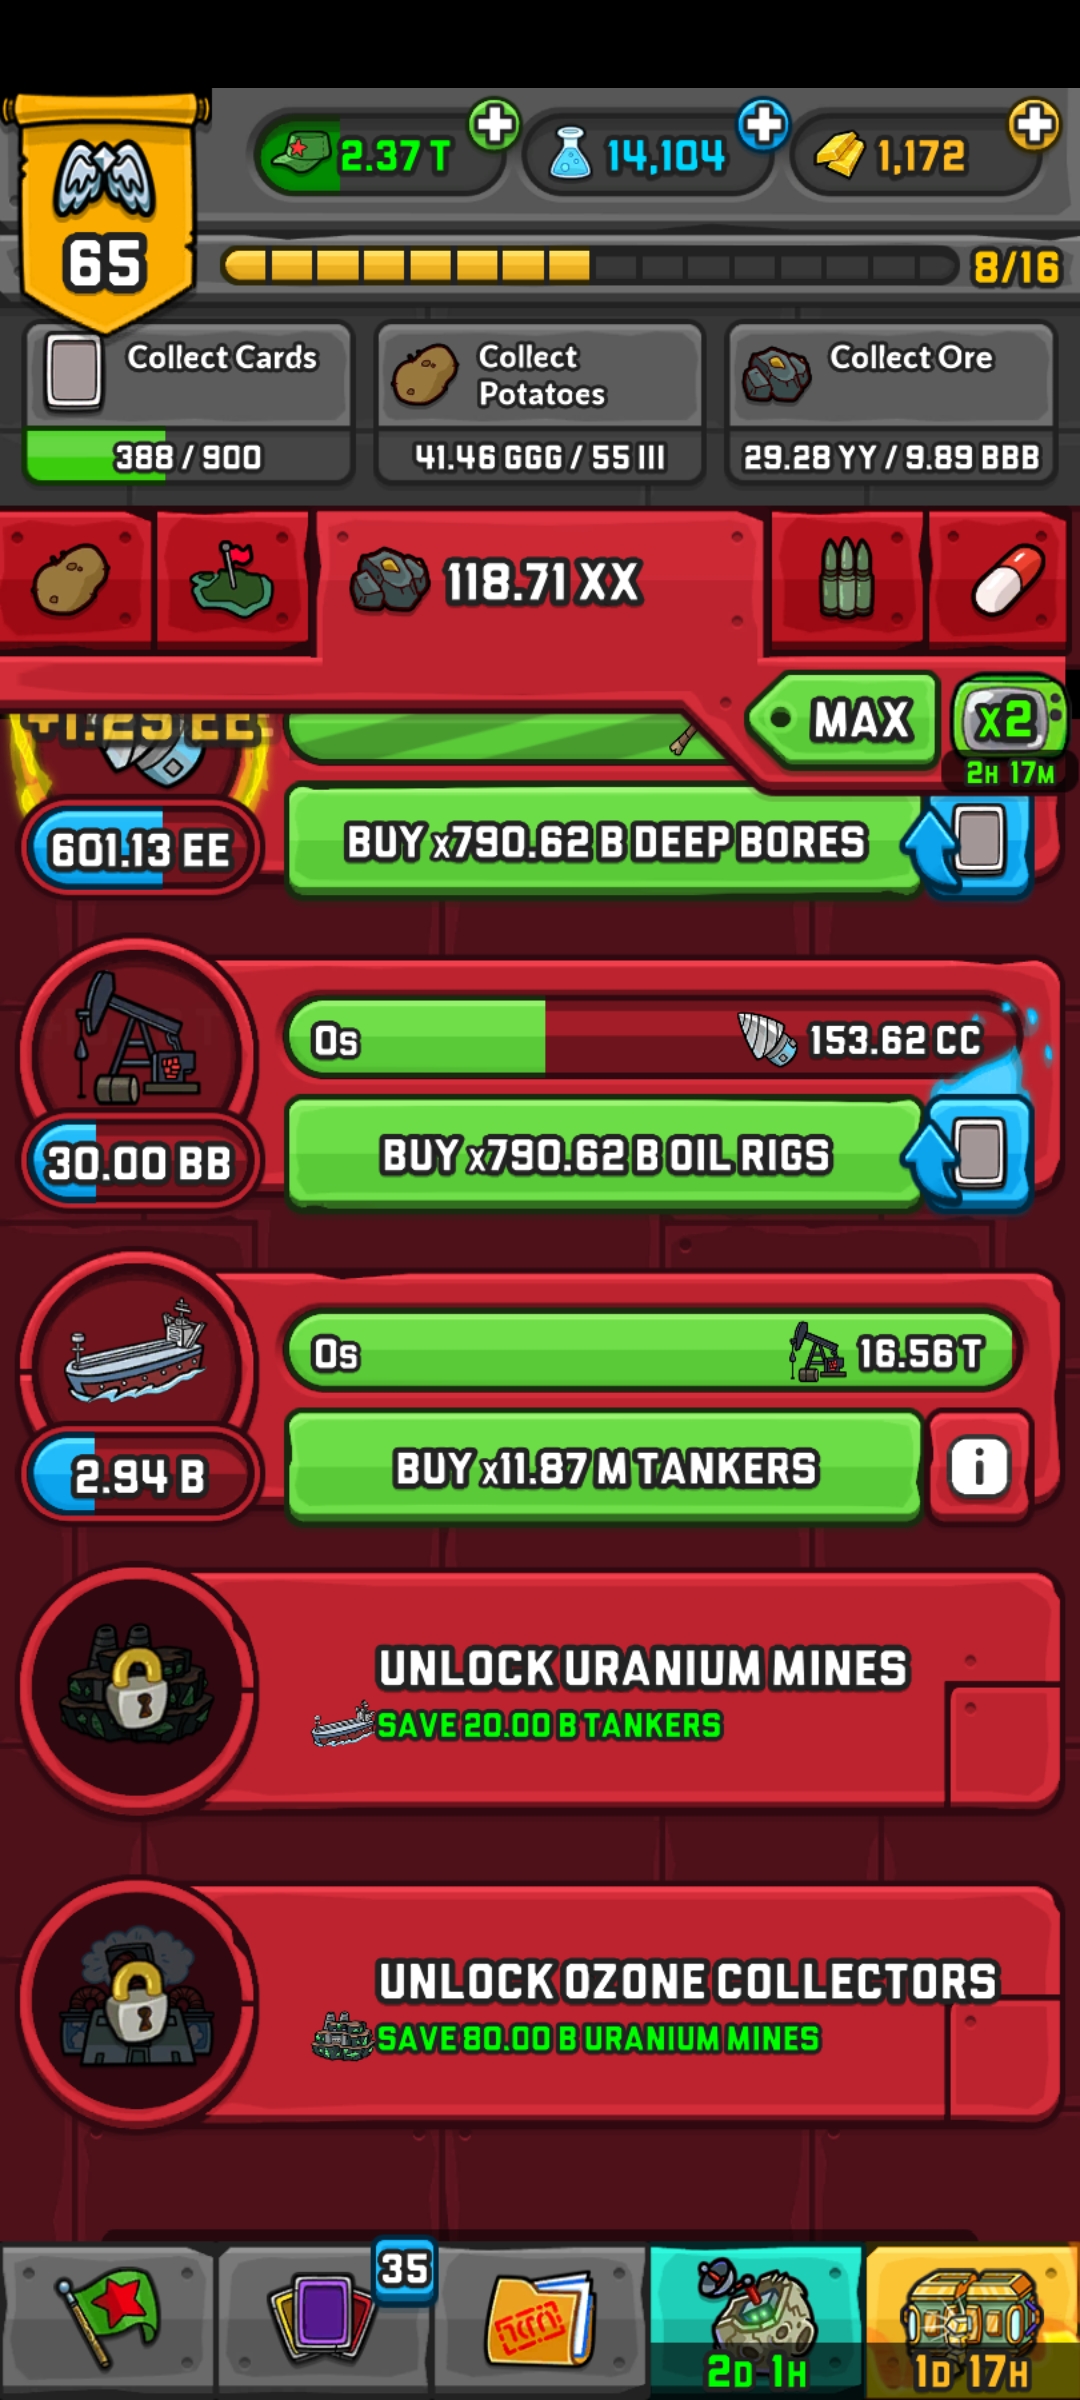 2.37 T
14,104
1,172
65
8/16
Collect Cards
388 / 900
Collect
Potatoes
41.46 GGG / 55 III
Collect Ore
29.28 YY / 9.89 BBB
118.71 XX
MAX
x2
2H 17M
+1.29 EE
601.13 EE
BUY x790.62 B DEEP BORES
0s
153.62 CC
30.00 BB
BUY x790.62 B OIL RIGS
0s
16.56 T
2.94 B
BUY x11.87 M TANKERS
i
UNLOCK URANIUM MINES
SAVE 20.00 B TANKERS
UNLOCK OZONE COLLECTORS
SAVE 80.00 B URANIUM MINES
35
2D 1H
1D 17H